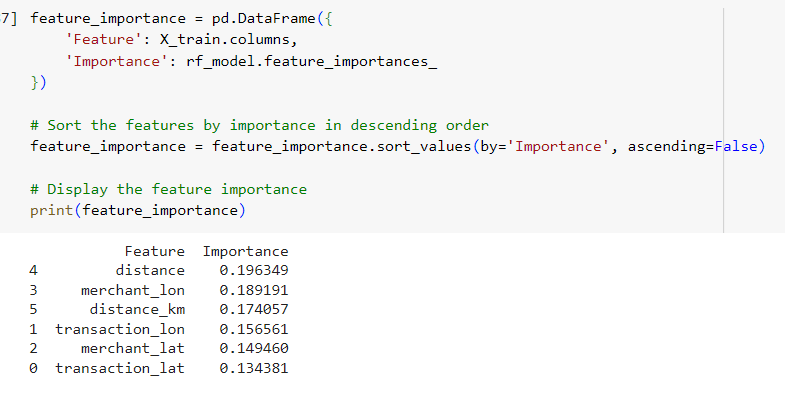 7] feature_importance = pd.DataFrame({
'Feature': X_train.columns,
'Importance': rf_model.feature_importances_
})
# Sort the features by importance in descending order
feature_importance = feature_importance.sort_values(by='Importance', ascending=False)
# Display the feature importance
print(feature_importance)
Feature Importance
4 distance 0.196349
3 merchant_lon 0.189191
5 distance_km 0.174057
1 transaction_lon 0.156561
2 merchant_lat 0.149460
0 transaction_lat 0.134381